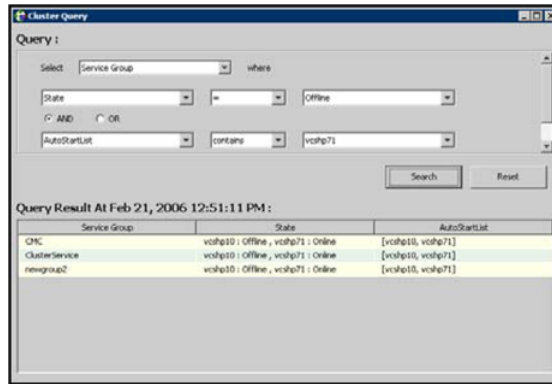 Cluster Query
Query :
Select Service Group where
State = Offline
AND OR
AutoStartList contains vcshp71
Search Reset
Query Result At Feb 21, 2006 12:51:11 PM :
Service Group State AutoStartList
CMC vcshp10 : Offline , vcshp71 : Online [vcshp10, vcshp71]
ClusterService vcshp10 : Offline , vcshp71 : Online [vcshp10, vcshp71]
newgroup2 vcshp10 : Offline , vcshp71 : Online [vcshp10, vcshp71]